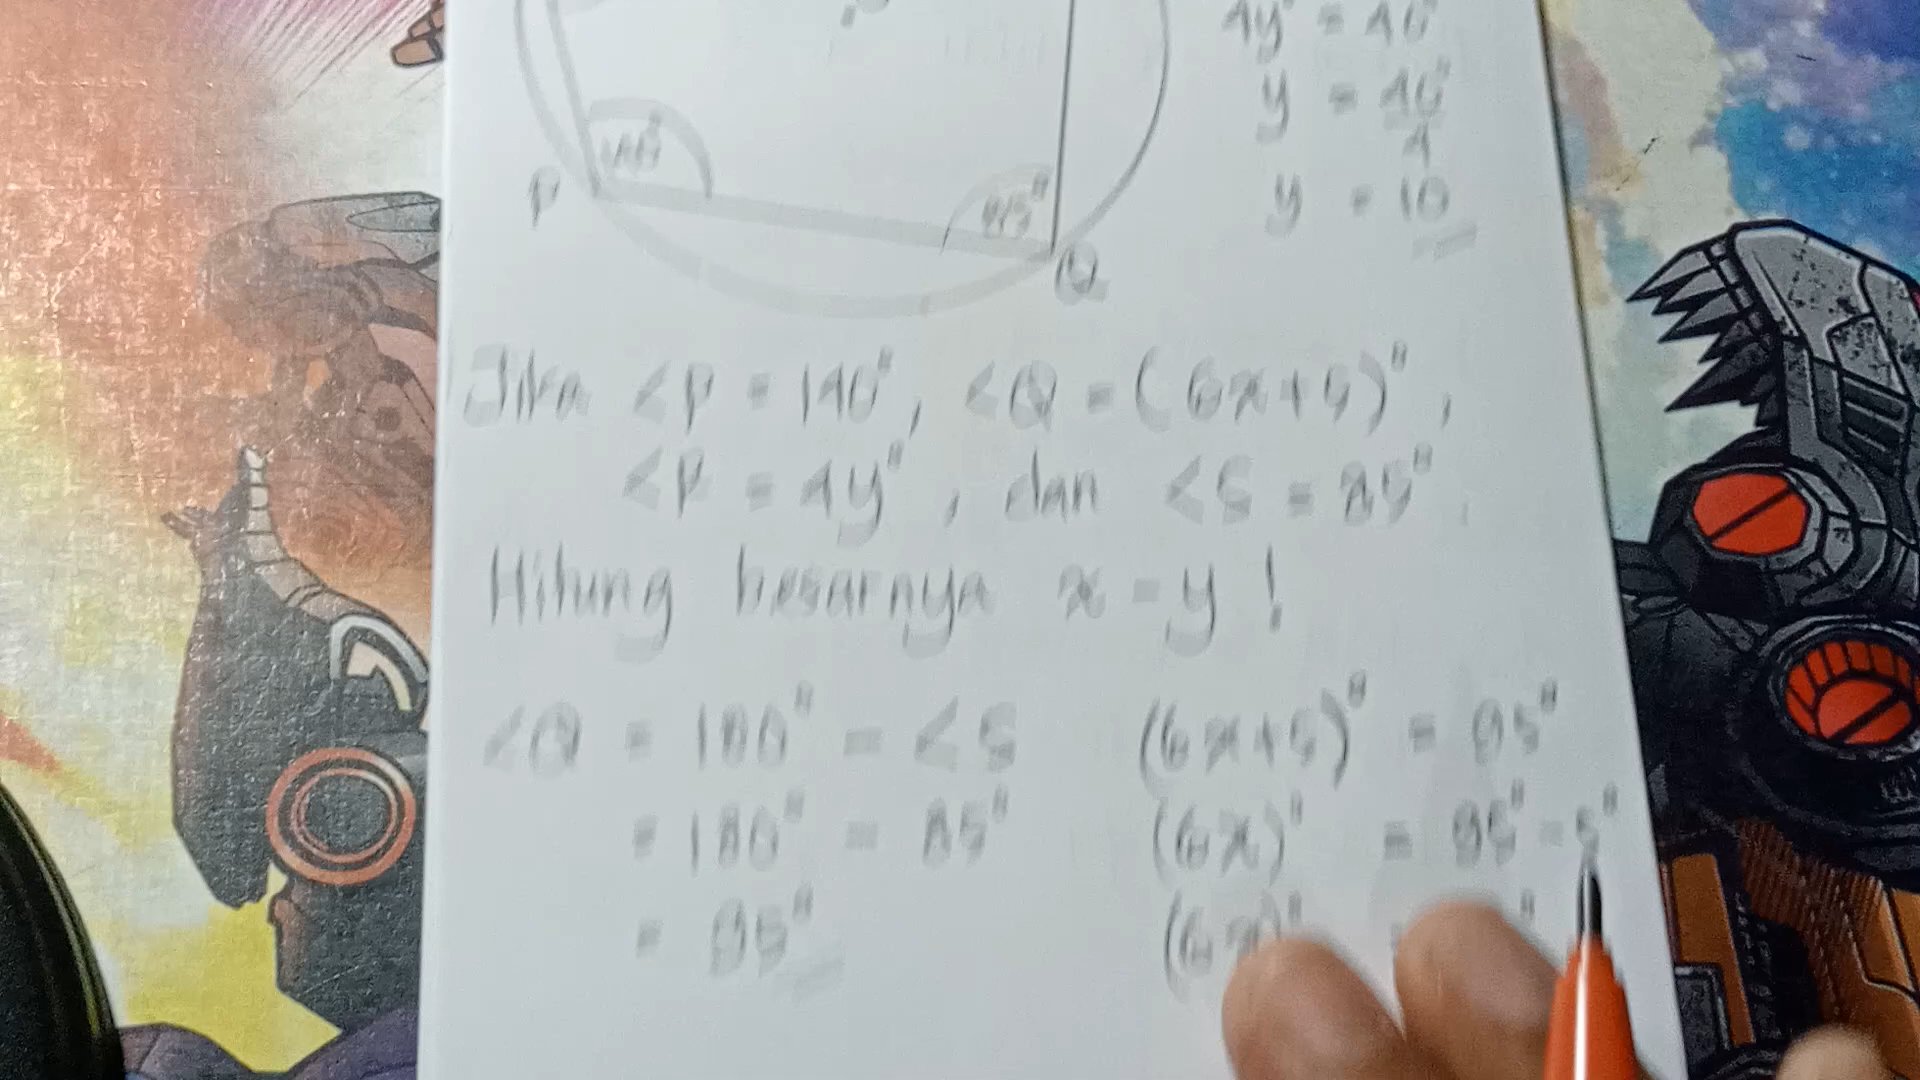 4y° = 40°
y = 40°
4
y = 10
140°
P
85°
Q
Jika <P = 140°, <Q = (6x+5)°,
<R = 4y°, dan <S = 85°.
Hitung besarnya x - y !
<Q = 180° - <S
= 180° - 85°
= 95°
(6x+5)° = 95°
(6x)° = 95° - 5°
(6x)° =